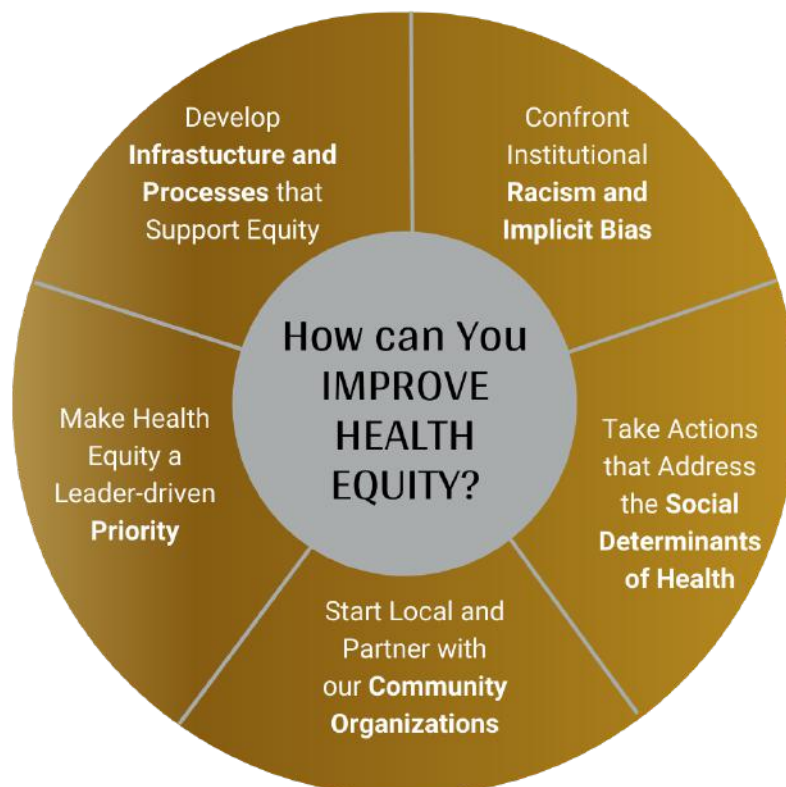 Develop
Infrastucture and
Processes that
Support Equity
Confront
Institutional
Racism and
Implicit Bias
How can You
IMPROVE
HEALTH
EQUITY?
Make Health
Equity a
Leader-driven
Priority
Take Actions
that Address
the Social
Determinants
of Health
Start Local and
Partner with
our Community
Organizations